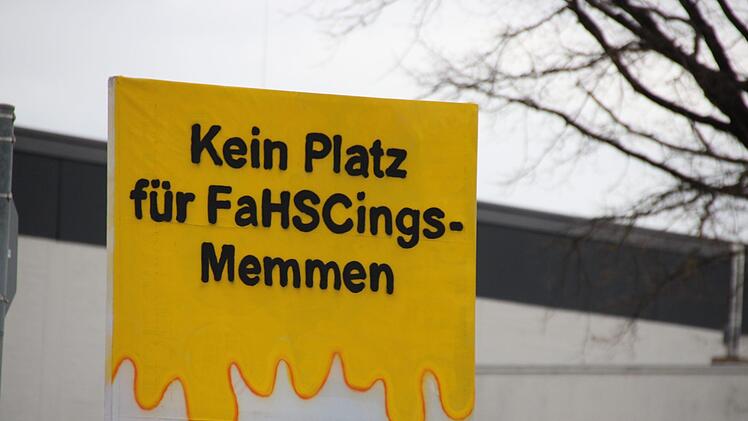 Kein Platz
für FaHSCings-
Memmen